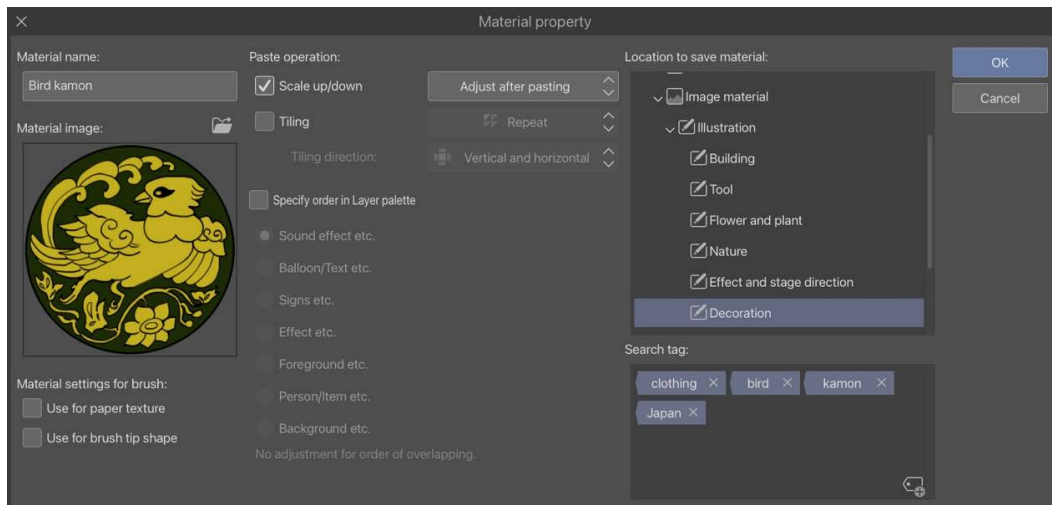 Material property
Material name:
Bird kamon
Material image:
Material settings for brush:
Use for paper texture
Use for brush tip shape
Paste operation:
Scale up/down
Adjust after pasting
Tiling
Repeat
Tiling direction:
Vertical and horizontal
Specify order in Layer palette
Sound effect etc.
Balloon/Text etc.
Signs etc.
Effect etc.
Foreground etc.
Person/Item etc.
Background etc.
No adjustment for order of overlapping.
Location to save material:
Image material
Illustration
Building
Tool
Flower and plant
Nature
Effect and stage direction
Decoration
Search tag:
clothing
bird
kamon
Japan
OK
Cancel